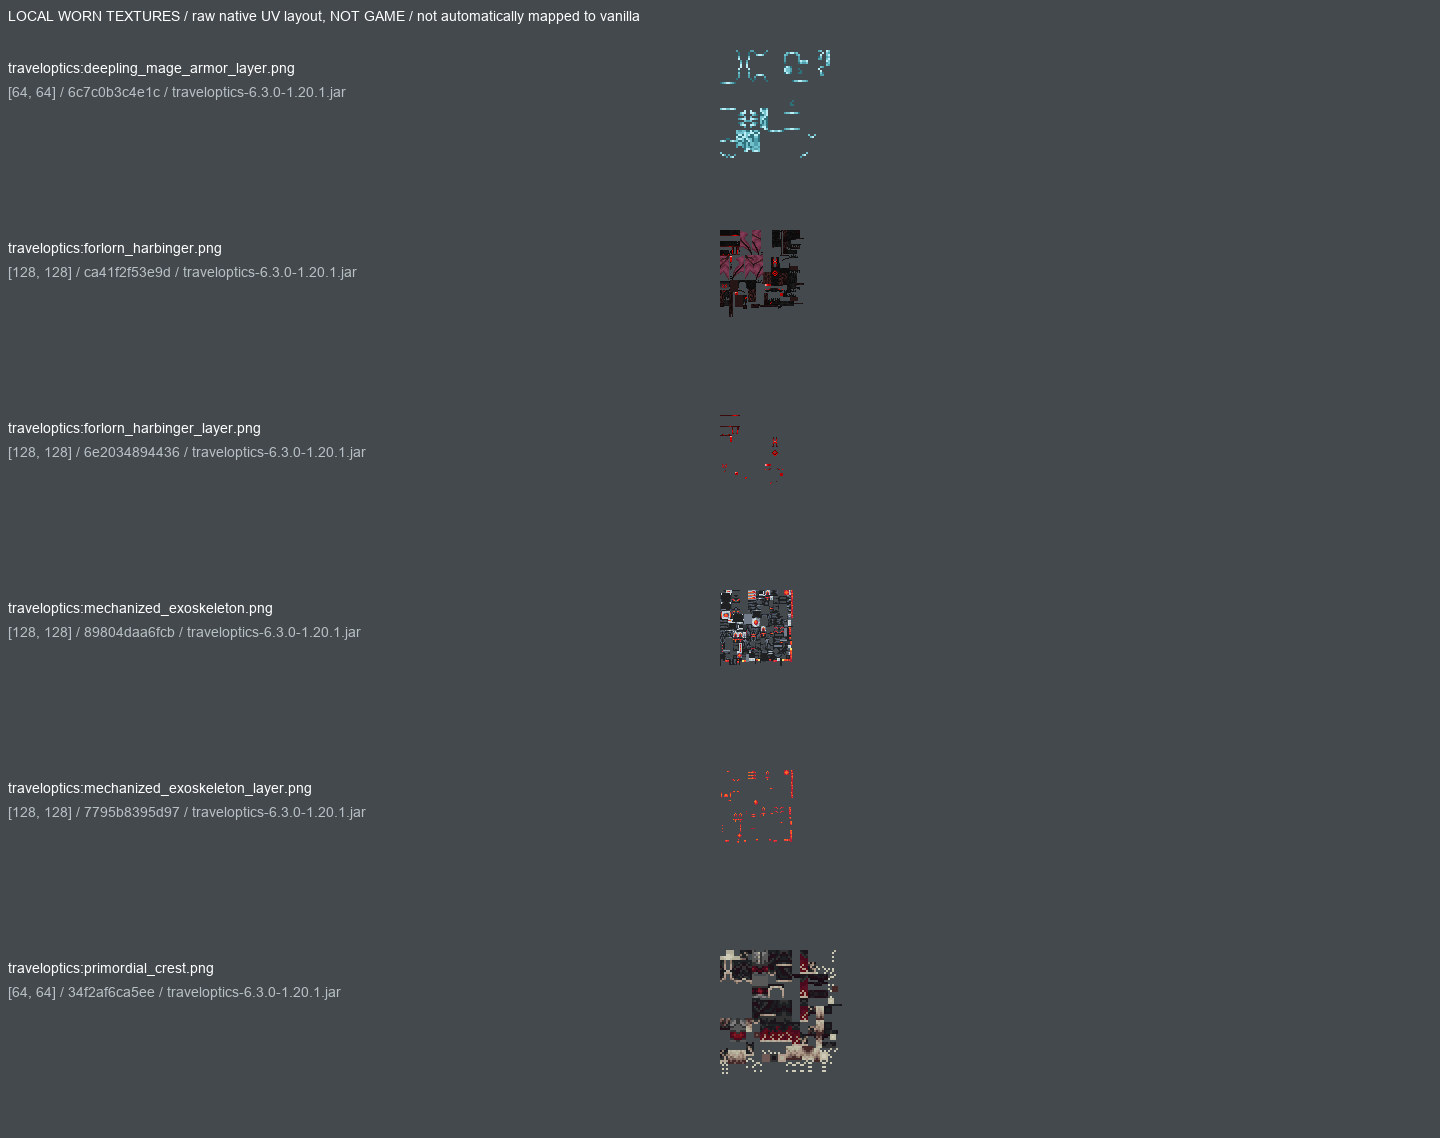 LOCAL WORN TEXTURES / raw native UV layout, NOT GAME / not automatically mapped to vanilla
traveloptics:deepling_mage_armor_layer.png
[64, 64] / 6c7c0b3c4e1c / traveloptics-6.3.0-1.20.1.jar
traveloptics:forlorn_harbinger.png
[128, 128] / ca41f2f53e9d / traveloptics-6.3.0-1.20.1.jar
traveloptics:forlorn_harbinger_layer.png
[128, 128] / 6e2034894436 / traveloptics-6.3.0-1.20.1.jar
traveloptics:mechanized_exoskeleton.png
[128, 128] / 89804daa6fcb / traveloptics-6.3.0-1.20.1.jar
traveloptics:mechanized_exoskeleton_layer.png
[128, 128] / 7795b8395d97 / traveloptics-6.3.0-1.20.1.jar
traveloptics:primordial_crest.png
[64, 64] / 34f2af6ca5ee / traveloptics-6.3.0-1.20.1.jar